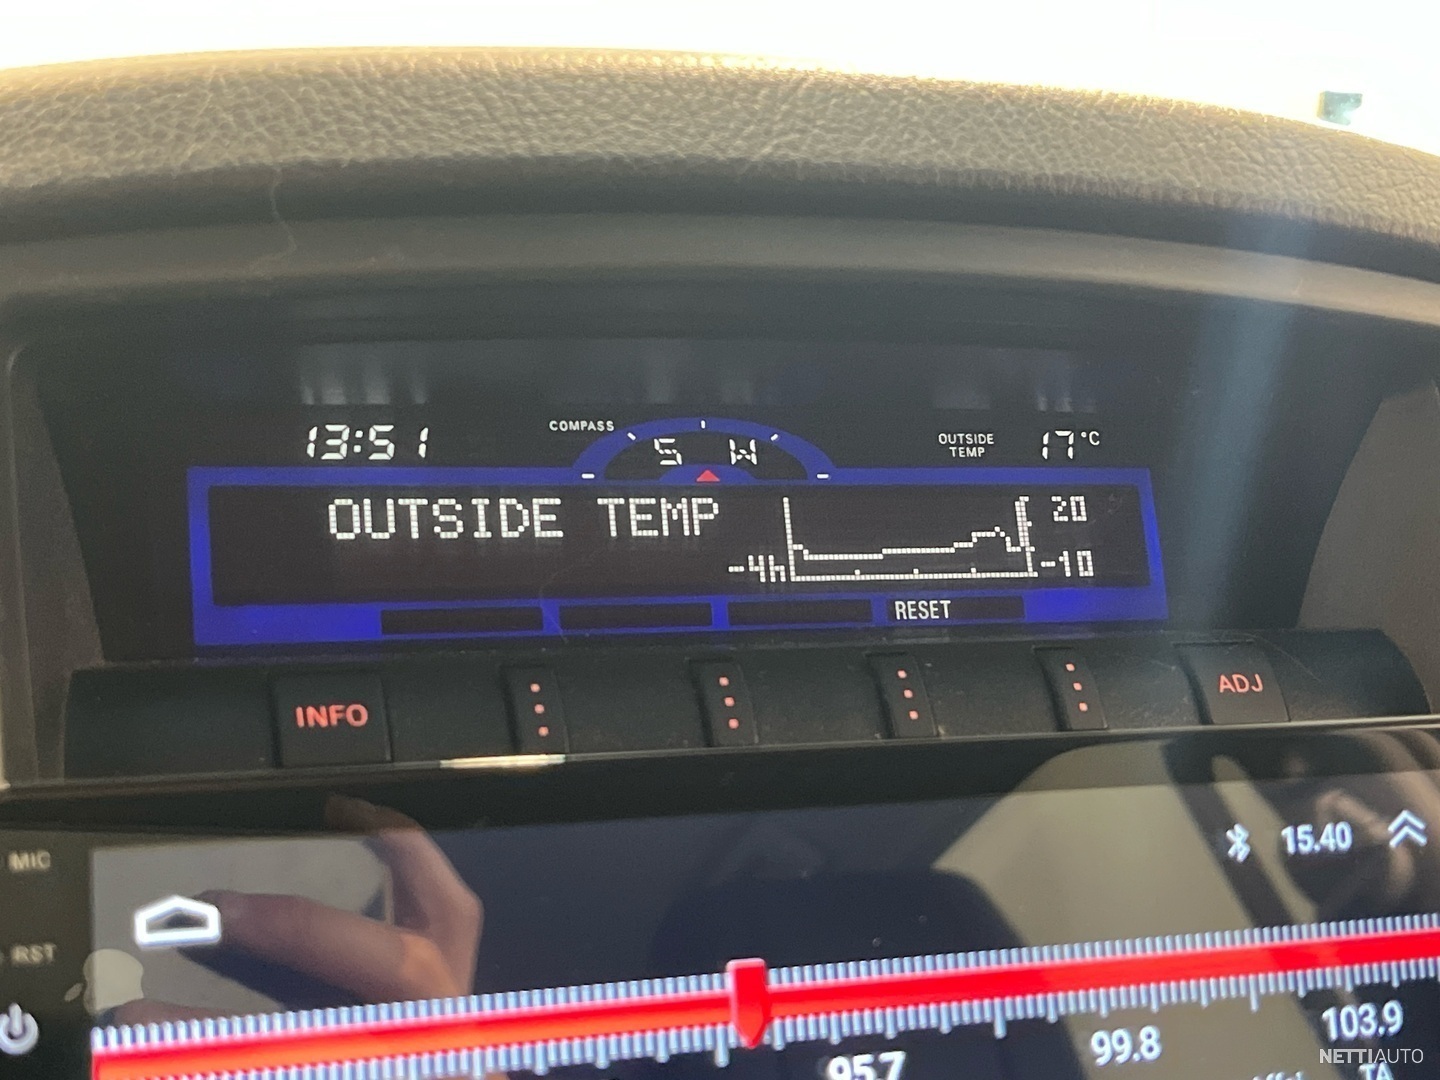 13:51
COMPASS
S W
OUTSIDE
TEMP
17°C
OUTSIDE TEMP
20
-4h
-10
RESET
INFO
ADJ
MIC
15.40
RST
95.7
99.8
103.9
TA
NETTIAUTO